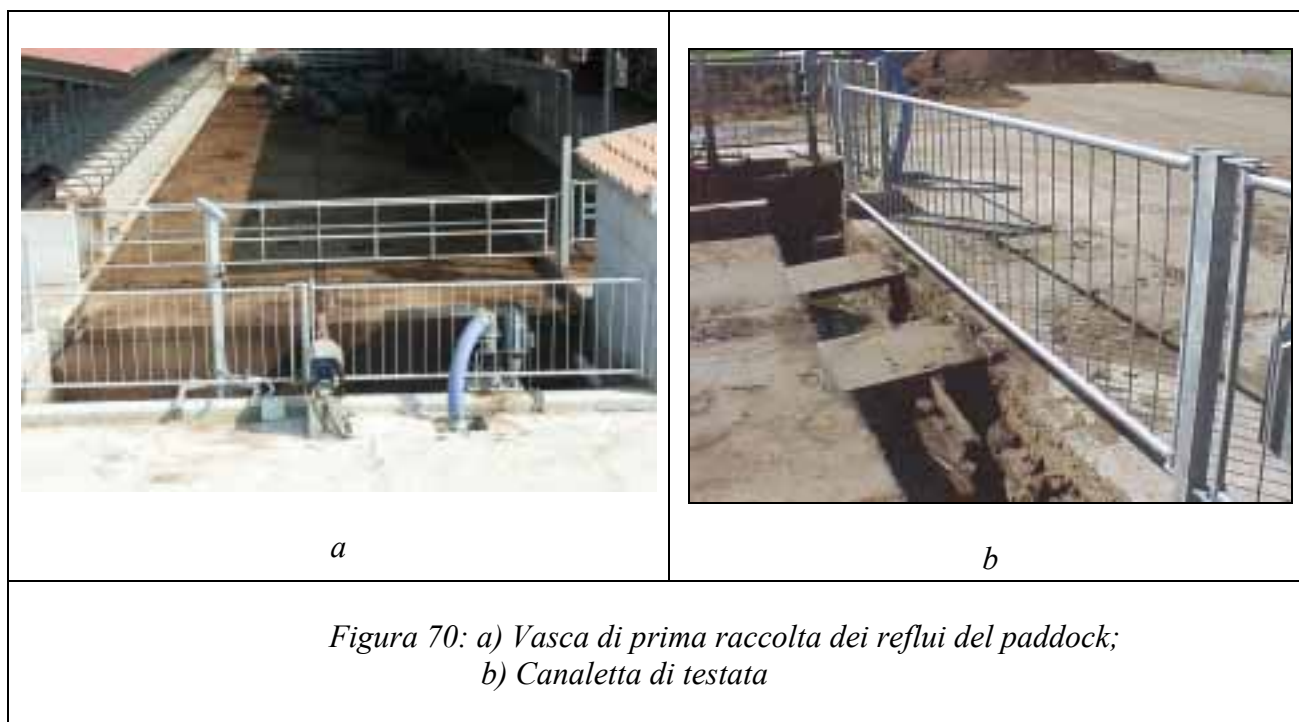 a
b
Figura 70: a) Vasca di prima raccolta dei reflui del paddock;
b) Canaletta di testata